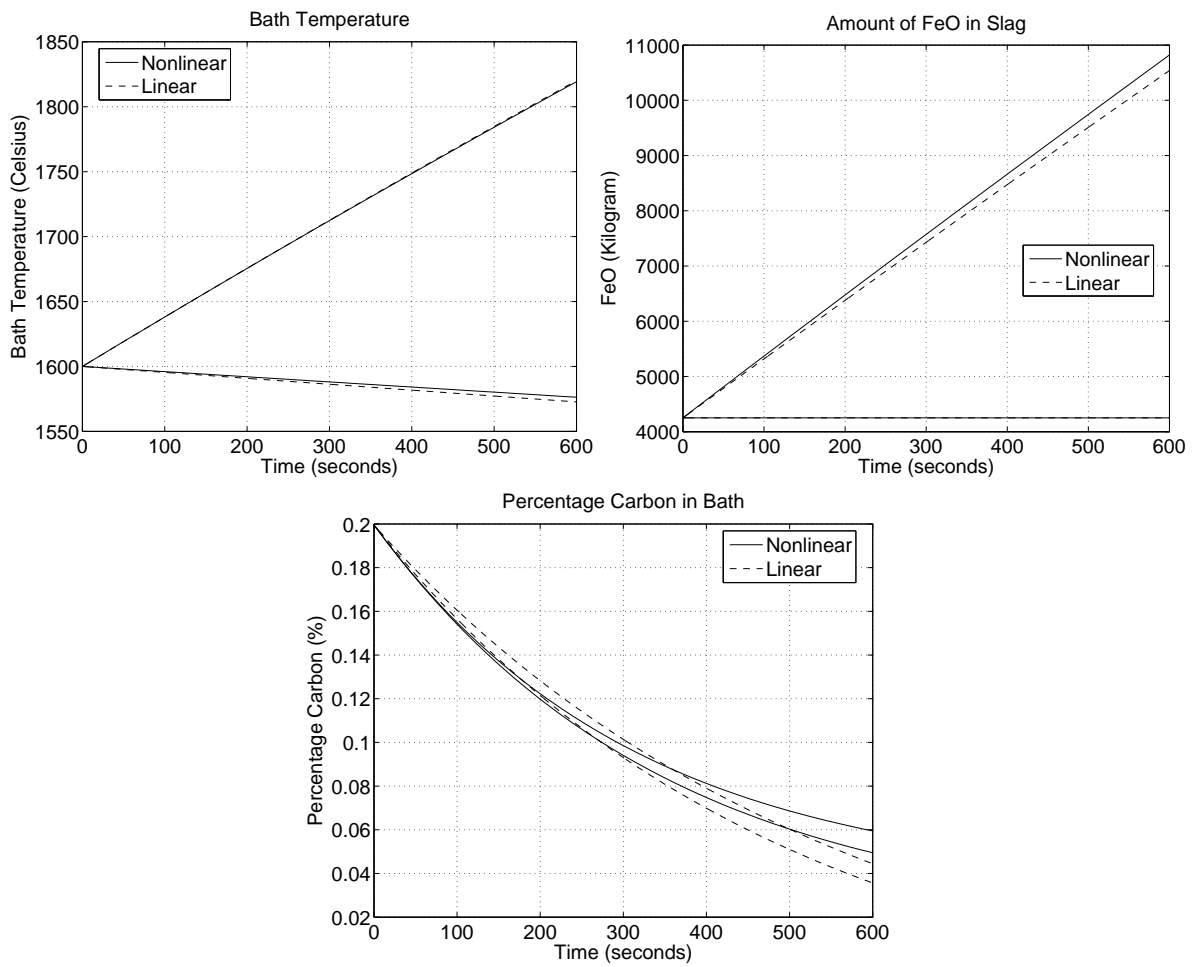 Bath Temperature
1850
1800
1750
1700
1650
1600
1550
Bath Temperature (Celsius)
Nonlinear
Linear
0 100 200 300 400 500 600
Time (seconds)
Amount of FeO in Slag
11000
10000
9000
8000
7000
6000
5000
4000
FeO (Kilogram)
Nonlinear
Linear
0 100 200 300 400 500 600
Time (seconds)
Percentage Carbon in Bath
0.2
0.18
0.16
0.14
0.12
0.1
0.08
0.06
0.04
0.02
Percentage Carbon (%)
Nonlinear
Linear
0 100 200 300 400 500 600
Time (seconds)